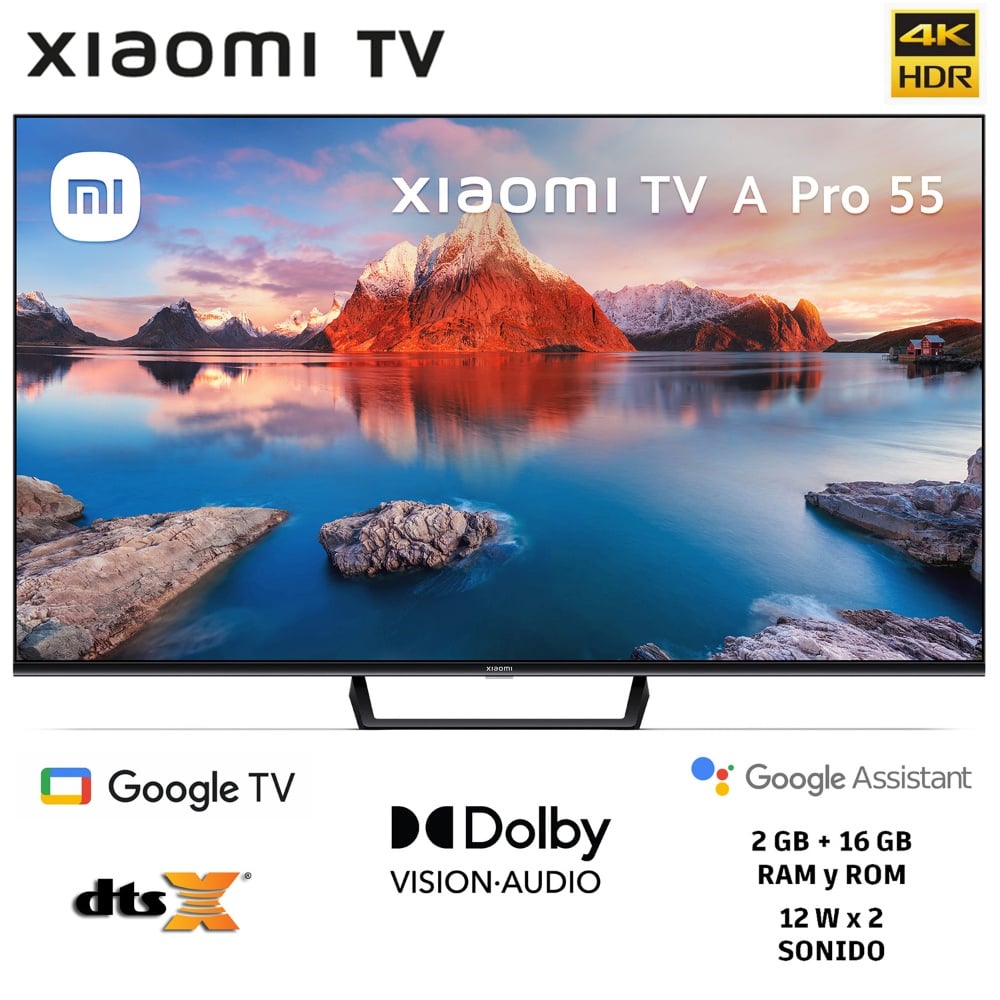 xiaomi TV
4K
HDR
mi
xiaomi TV A Pro 55
xiaomi
Google TV
Google Assistant
Dolby
VISION·AUDIO
2 GB + 16 GB
RAM y ROM
dts X®
12 W x 2
SONIDO